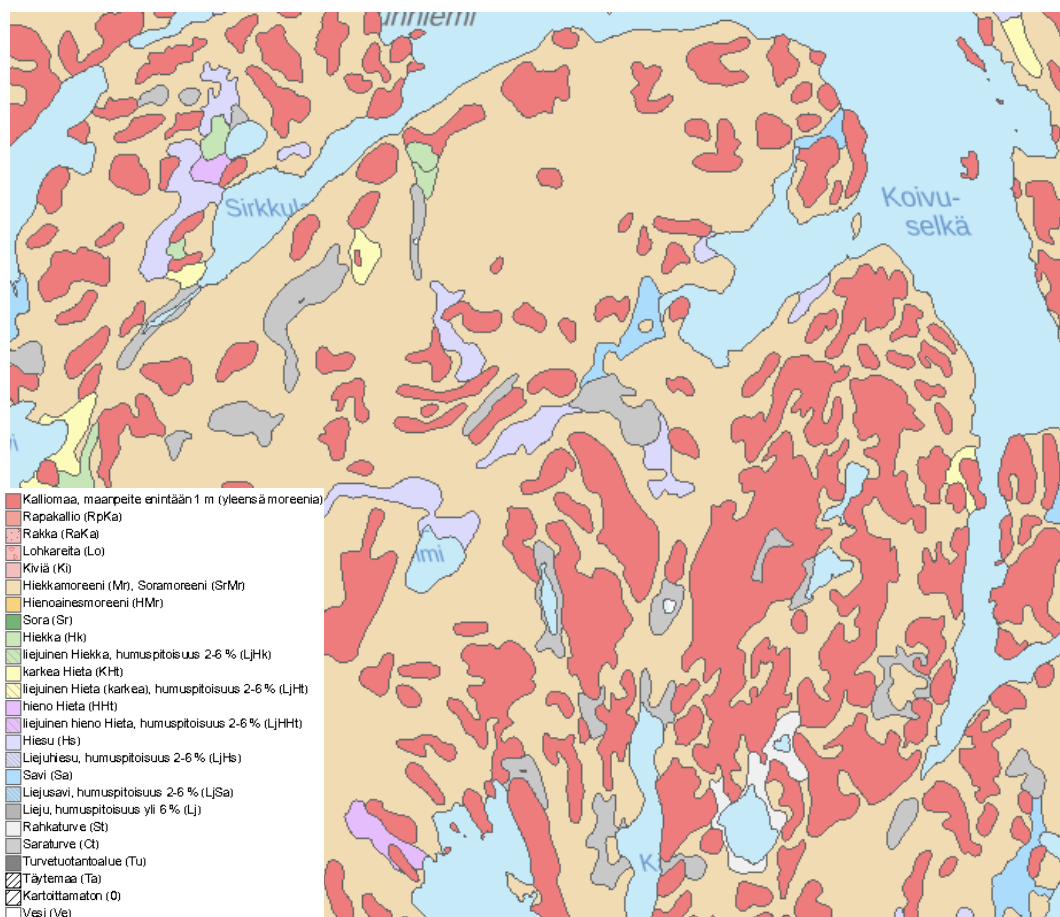 Sirkkula
Koivu-
selkä
Kalliomaa, maanpeite enintään 1 m (yleensä moreenia)
Rapakallio (RpKa)
Rakka (RaKa)
Lohkareita (Lo)
Kiviä (Ki)
Hiekkamoreeni (Mr), Soramoreeni (SrMr)
Hienoainesmoreeni (HMr)
Sora (Sr)
Hiekka (Hk)
liejuinen Hiekka, humuspitoisuus 2-6 % (LjHk)
karkea Hieta (KHt)
liejuinen Hieta (karkea), humuspitoisuus 2-6 % (LjHt)
hieno Hieta (HHt)
liejuinen hieno Hieta, humuspitoisuus 2-6 % (LjHHt)
Hiesu (Hs)
Liejuhiesu, humuspitoisuus 2-6 % (LjHs)
Savi (Sa)
Liejusavi, humuspitoisuus 2-6 % (LjSa)
Lieju, humuspitoisuus yli 6 % (Lj)
Rahkaturve (St)
Saraturve (Ct)
Turvetuotantoalue (Tu)
Täytemaa (Ta)
Kartoittamaton (0)
Vesi (Ve)